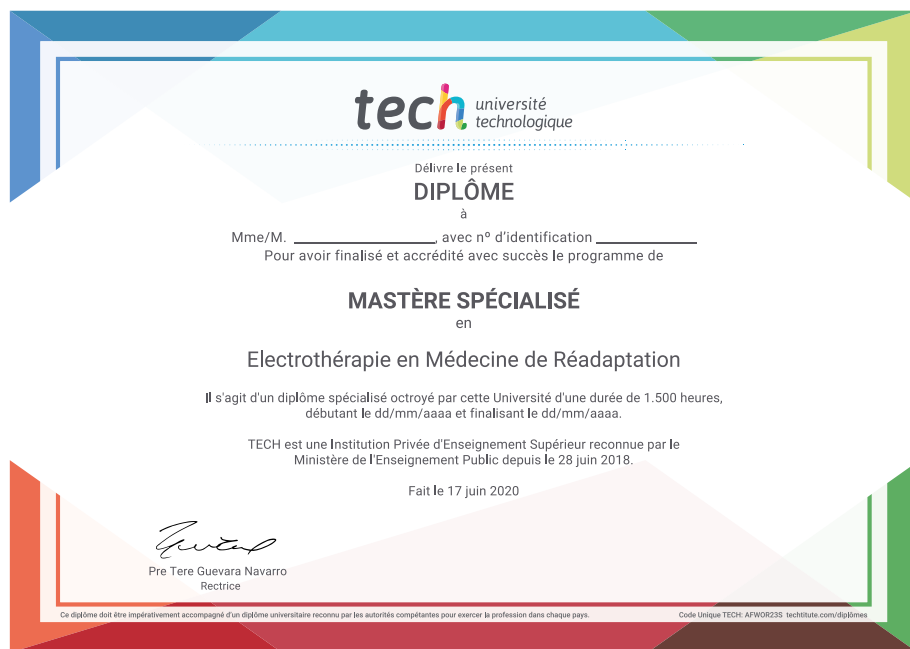 tech université
technologique
Délivre le présent
DIPLÔME
à
Mme/M. ____________________, avec nº d'identification ______________
Pour avoir finalisé et accrédité avec succès le programme de
MASTÈRE SPÉCIALISÉ
en
Electrothérapie en Médecine de Réadaptation
Il s'agit d'un diplôme spécialisé octroyé par cette Université d'une durée de 1.500 heures,
débutant le dd/mm/aaaa et finalisant le dd/mm/aaaa.
TECH est une Institution Privée d'Enseignement Supérieur reconnue par le
Ministère de l'Enseignement Public depuis le 28 juin 2018.
Fait le 17 juin 2020
Pre Tere Guevara Navarro
Rectrice
Ce diplôme doit être impérativement accompagné d'un diplôme universitaire reconnu par les autorités compétantes pour exercer la profession dans chaque pays.
Code Unique TECH: AFWOR23S techtitute.com/diplômes